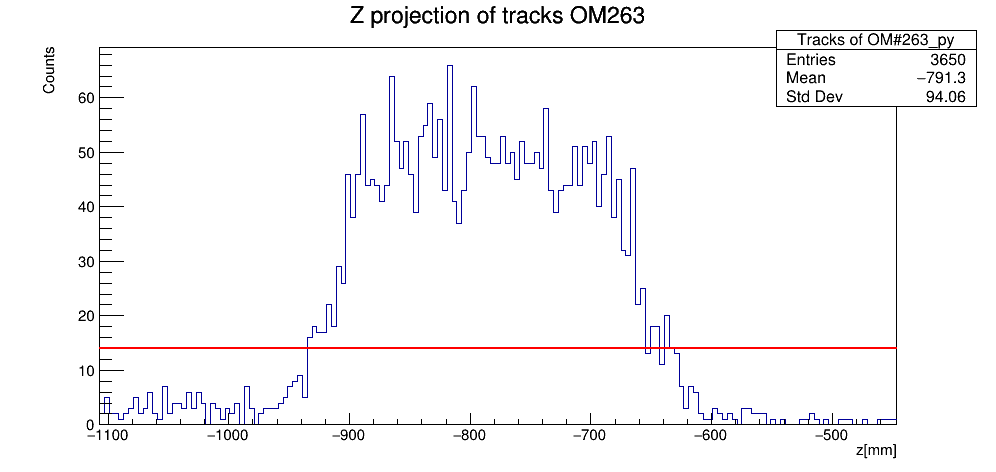 Z projection of tracks OM263
Tracks of OM#263_py
Entries 3650
Mean −791.3
Std Dev 94.06
Counts
60
50
40
30
20
10
0
−1100 −1000 −900 −800 −700 −600 −500
z[mm]